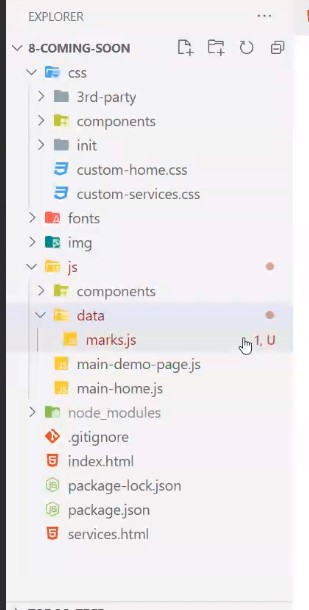 EXPLORER
8-COMING-SOON
css
3rd-party
components
init
custom-home.css
custom-services.css
fonts
img
js
components
data
marks.js 1, U
main-demo-page.js
main-home.js
node_modules
.gitignore
index.html
package-lock.json
package.json
services.html